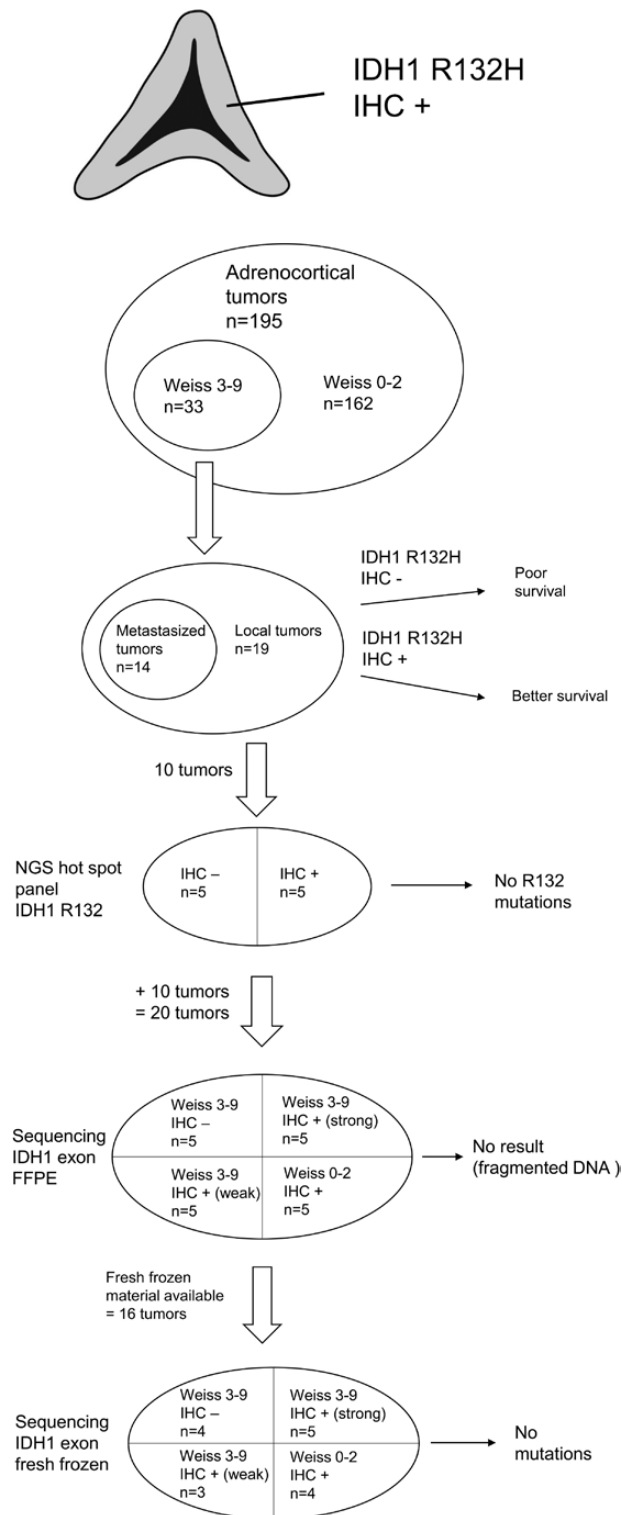 IDH1 R132H
IHC +
Adrenocortical
tumors
n=195
Weiss 3-9
n=33
Weiss 0-2
n=162
IDH1 R132H
IHC -
Poor
survival
Metastasized
tumors
n=14
Local tumors
n=19
IDH1 R132H
IHC +
Better survival
10 tumors
NGS hot spot
panel
IDH1 R132
IHC –
n=5
IHC +
n=5
No R132
mutations
+ 10 tumors
= 20 tumors
Sequencing
IDH1 exon
FFPE
Weiss 3-9
IHC –
n=5
Weiss 3-9
IHC + (strong)
n=5
Weiss 3-9
IHC + (weak)
n=5
Weiss 0-2
IHC +
n=5
No result
(fragmented DNA )
Fresh frozen
material available
= 16 tumors
Sequencing
IDH1 exon
fresh frozen
Weiss 3-9
IHC –
n=4
Weiss 3-9
IHC + (strong)
n=5
Weiss 3-9
IHC + (weak)
n=3
Weiss 0-2
IHC +
n=4
No
mutations